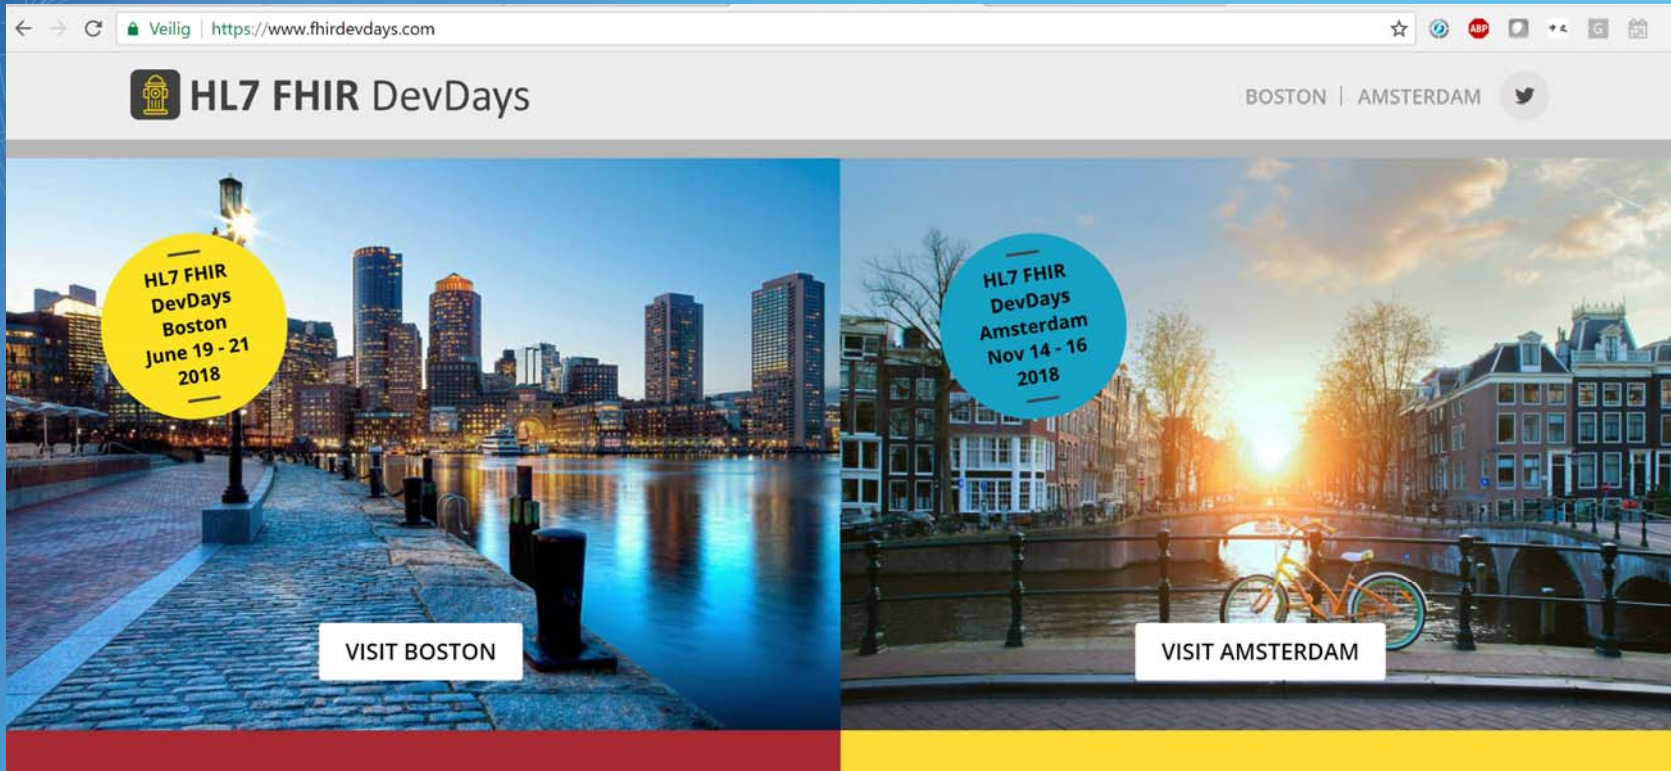 Veilig
https://www.fhirdevdays.com
ABP
G
HL7 FHIR DevDays
BOSTON | AMSTERDAM
HL7 FHIR
DevDays
Boston
June 19 - 21
2018
HL7 FHIR
DevDays
Amsterdam
Nov 14 - 16
2018
VISIT BOSTON
VISIT AMSTERDAM